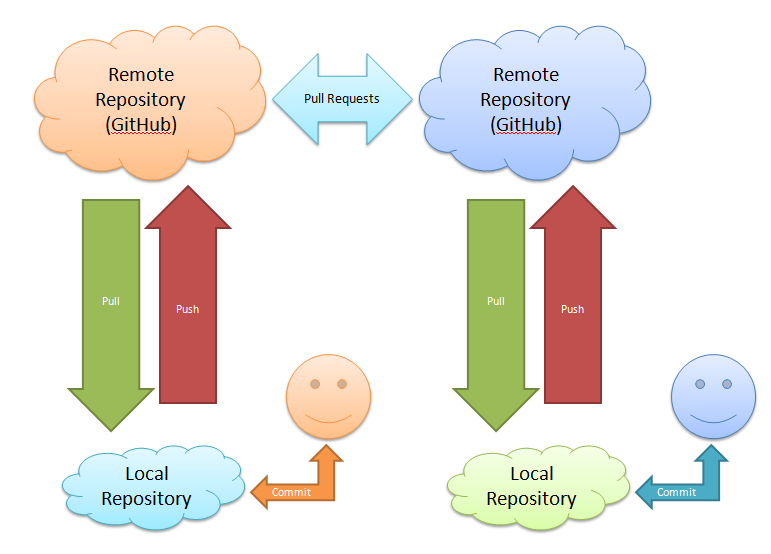 Remote
Repository
(GitHub)
Pull Requests
Remote
Repository
(GitHub)
Pull
Push
Pull
Push
Local
Repository
Commit
Local
Repository
Commit